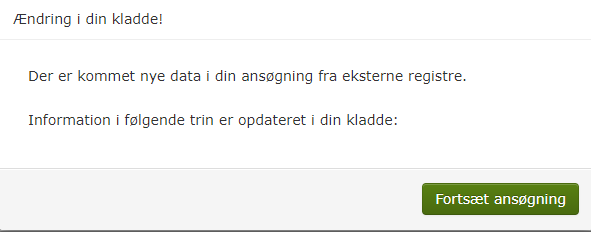 Ændring i din kladde!
Der er kommet nye data i din ansøgning fra eksterne registre.
Information i følgende trin er opdateret i din kladde:
Fortsæt ansøgning